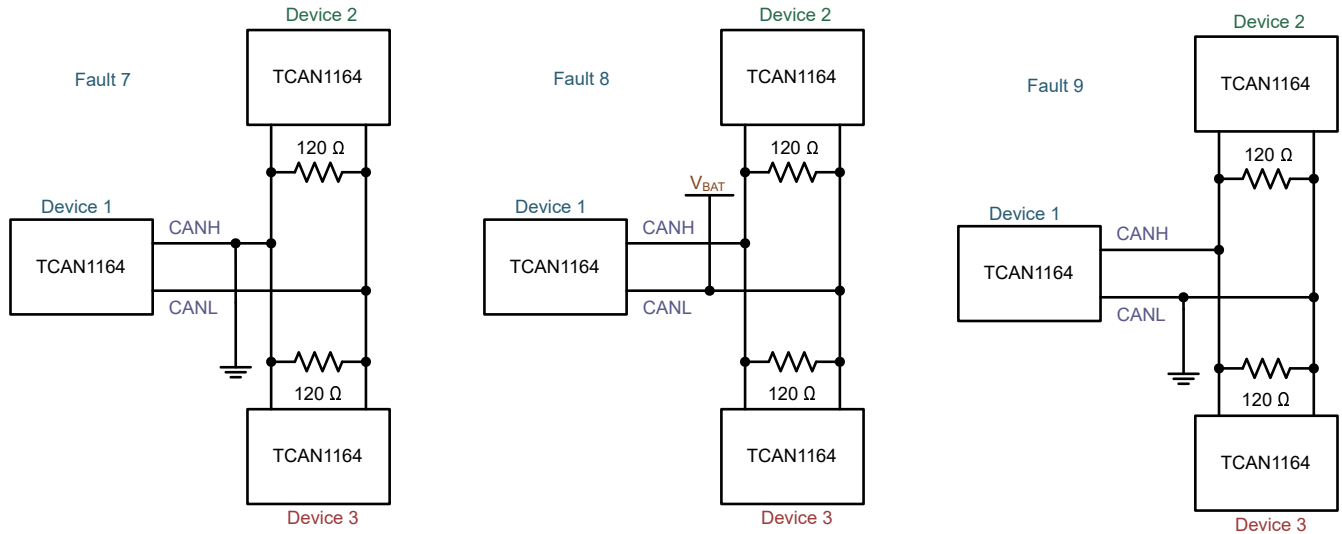 Fault 7
Device 2
TCAN1164
120 Ω
Device 1
TCAN1164
CANH
CANL
120 Ω
TCAN1164
Device 3
Fault 8
Device 2
TCAN1164
120 Ω
VBAT
Device 1
TCAN1164
CANH
CANL
120 Ω
TCAN1164
Device 3
Fault 9
Device 2
TCAN1164
120 Ω
Device 1
TCAN1164
CANH
CANL
120 Ω
TCAN1164
Device 3